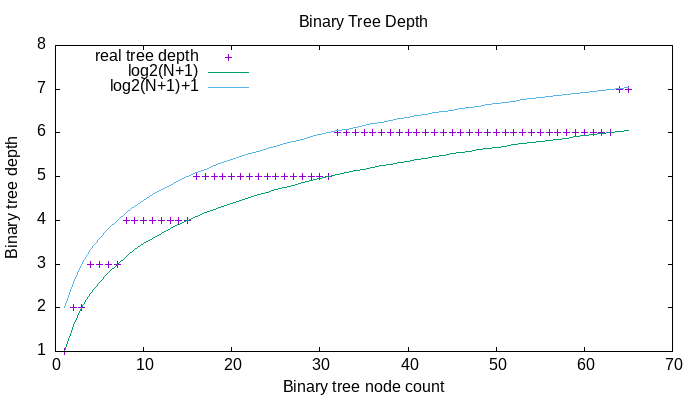 Binary Tree Depth
8
7
6
5
4
3
2
1
Binary tree depth
real tree depth
log2(N+1)
log2(N+1)+1
0 10 20 30 40 50 60 70
Binary tree node count